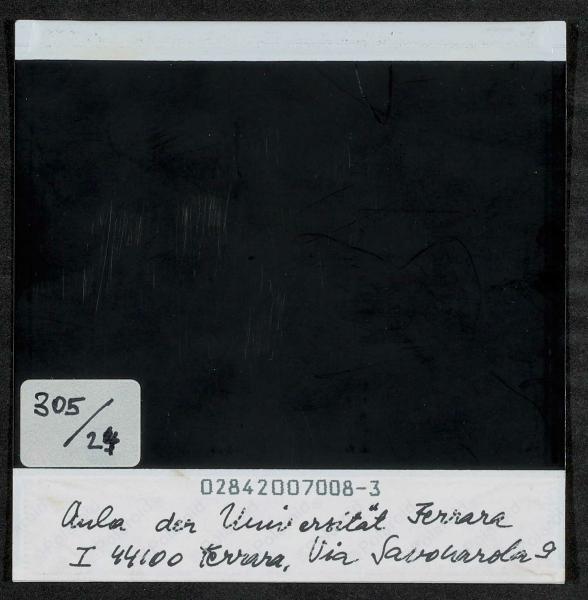 305/24
02842007008-3
Aula der Universität Ferrara
I 44100 Ferrara, Via Savonarola 9